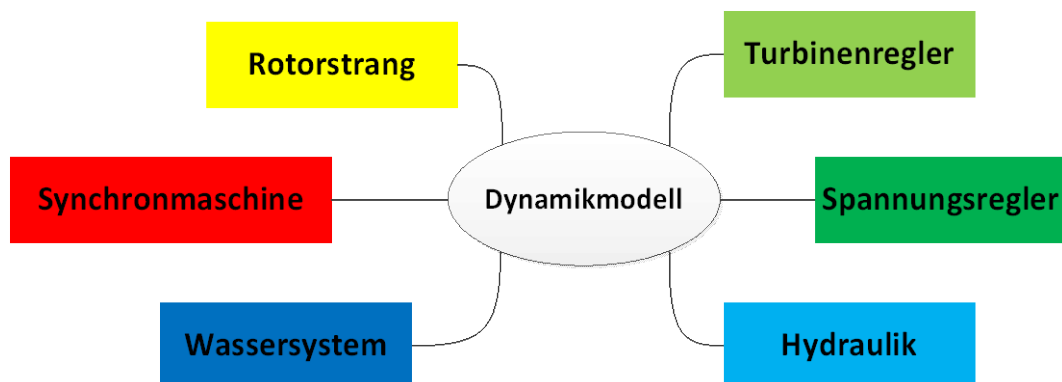 Rotorstrang
Turbinenregler
Synchronmaschine
Dynamikmodell
Spannungsregler
Wassersystem
Hydraulik